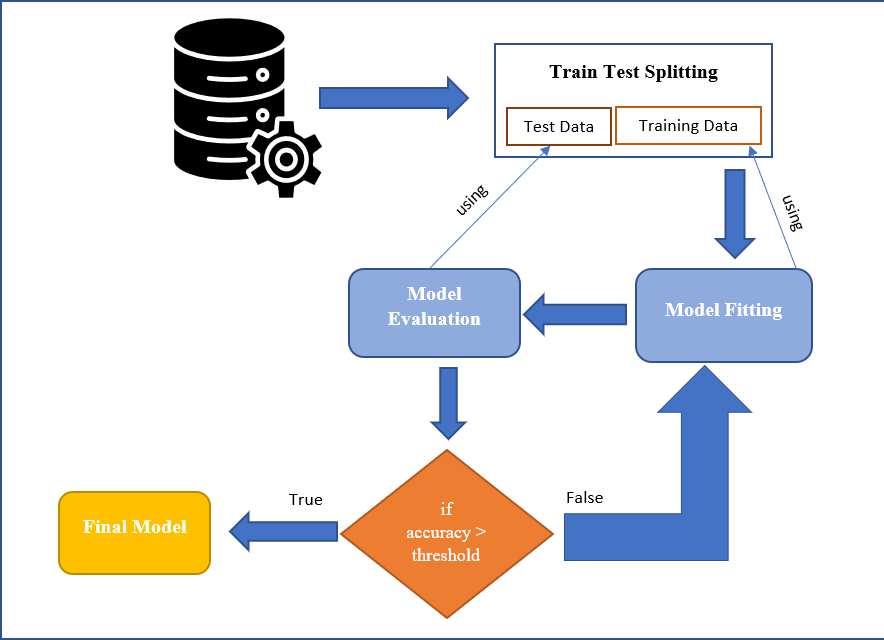 Train Test Splitting
Test Data
Training Data
using
using
Model
Evaluation
Model Fitting
if
accuracy >
threshold
True
False
Final Model